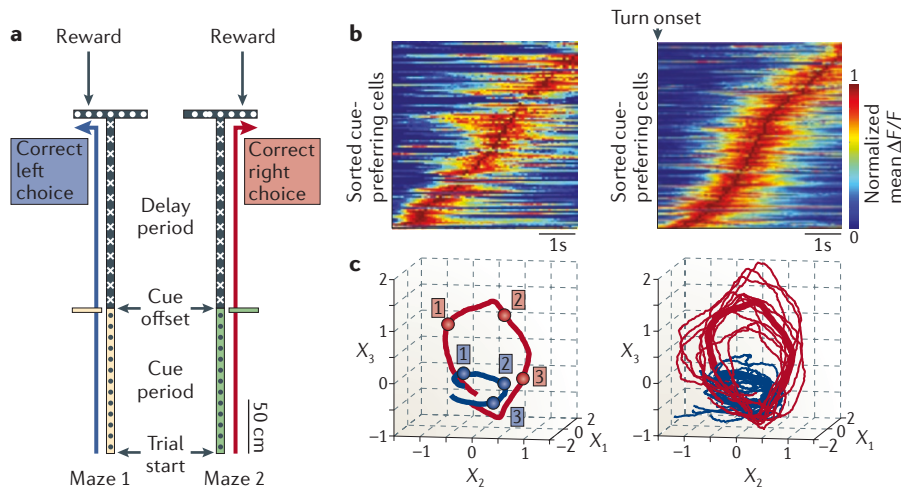 a
Reward
Reward
Correct
left
choice
Correct
right
choice
Delay
period
Cue
offset
Cue
period
Trial
start
50 cm
Maze 1
Maze 2
b
Turn onset
Sorted cue-
preferring cells
1s
Sorted cue-
preferring cells
1s
1
0
Normalized
mean ΔF/F
c
2
1
0
–1
X3
–1
0
1
X2
–2
0
2
X1
1
2
3
1
2
3
2
1
0
–1
X3
–1
0
1
X2
–2
0
2
X1